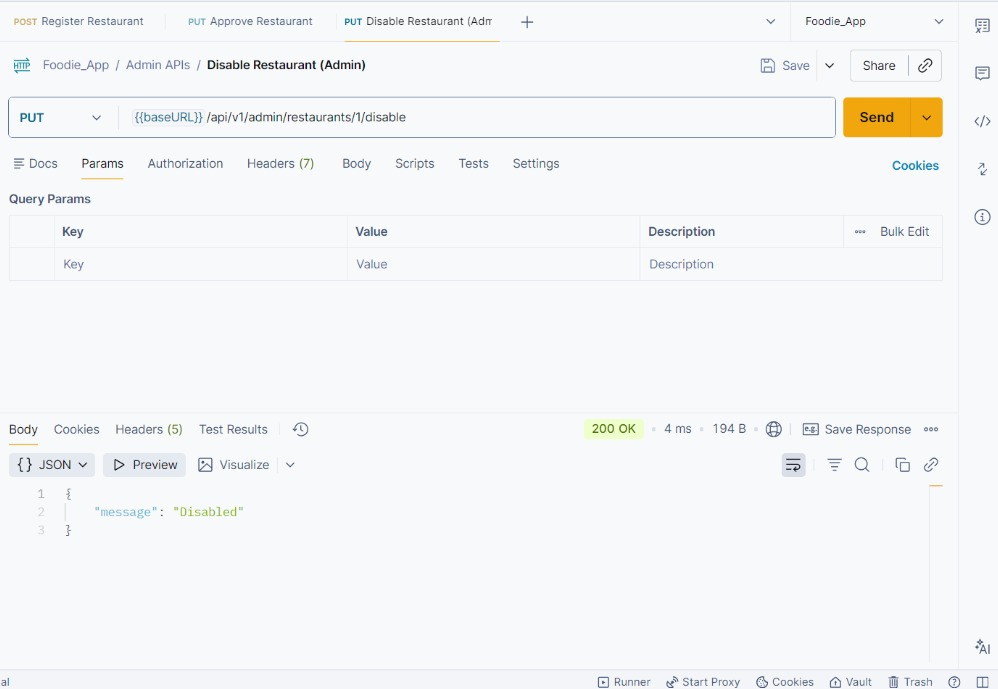 POST Register Restaurant PUT Approve Restaurant PUT Disable Restaurant (Adm Foodie_App
HTTP Foodie_App / Admin APIs / Disable Restaurant (Admin) Save Share
PUT {{baseURL}} /api/v1/admin/restaurants/1/disable Send
Docs Params Authorization Headers (7) Body Scripts Tests Settings Cookies
Query Params
Key Value Description Bulk Edit
Key Value Description
Body Cookies Headers (5) Test Results 200 OK • 4 ms • 194 B • e.g. Save Response
{} JSON Preview Visualize
1 {
2 "message": "Disabled"
3 }
AI
al Runner Start Proxy Cookies Vault Trash